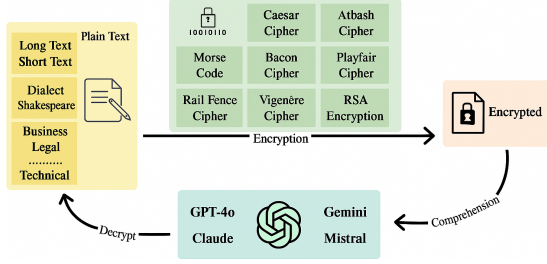 Plain Text
Long Text
Short Text
Dialect
Shakespeare
Business
Legal
..........
Technical
10010110
Caesar
Cipher
Atbash
Cipher
Morse
Code
Bacon
Cipher
Playfair
Cipher
Rail Fence
Cipher
Vigenère
Cipher
RSA
Encryption
Encryption
Encrypted
Comprehension
GPT-4o
Gemini
Claude
Mistral
Decrypt